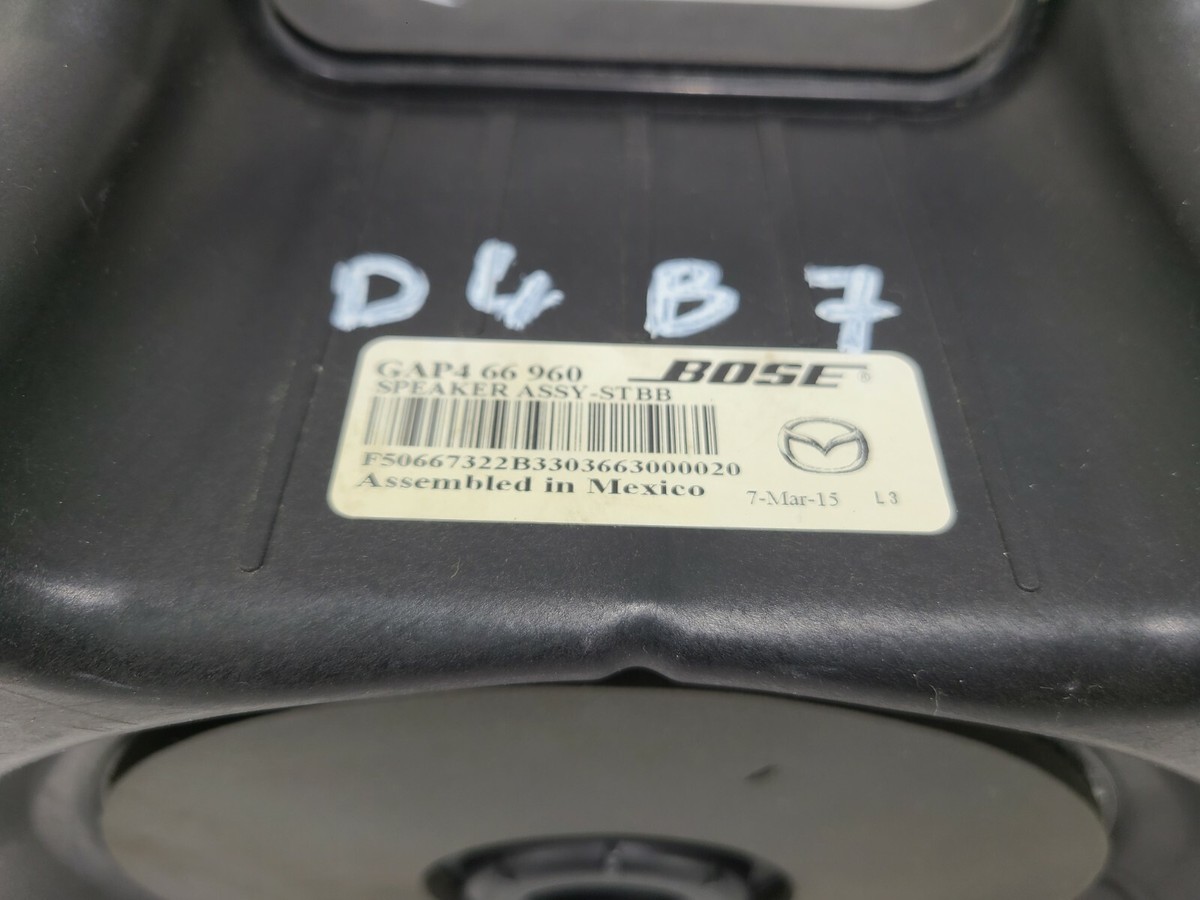 D4B7
GAP4 66 960 BOSE®
SPEAKER ASSY-STBB
F50667322B3303663000020
Assembled in Mexico 7-Mar-15 L3